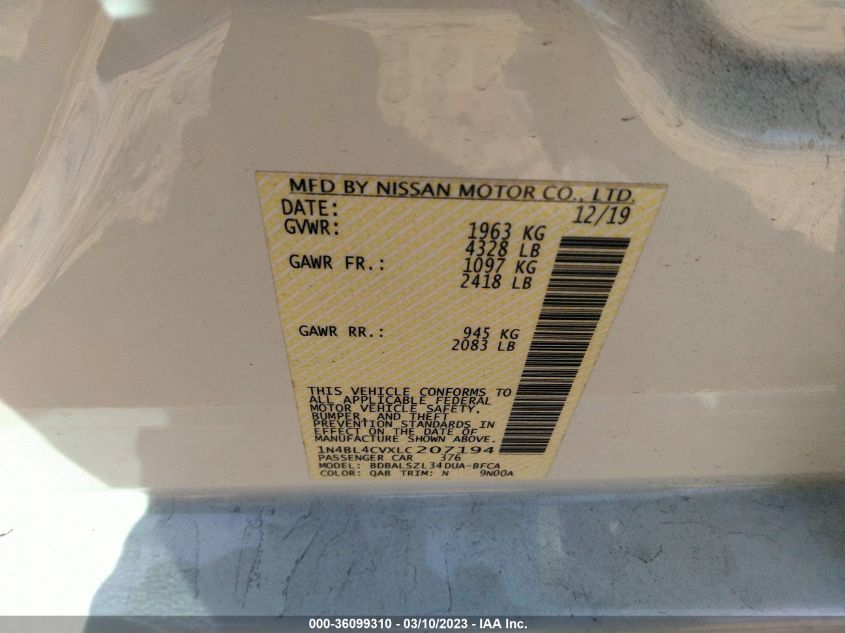 MFD BY NISSAN MOTOR CO., LTD.
DATE: 12/19
GVWR: 1963 KG
4328 LB
GAWR FR.: 1097 KG
2418 LB
GAWR RR.: 945 KG
2083 LB
THIS VEHICLE CONFORMS TO
ALL APPLICABLE FEDERAL
MOTOR VEHICLE SAFETY,
BUMPER, AND THEFT
PREVENTION STANDARDS IN
EFFECT ON THE DATE OF
MANUFACTURE SHOWN ABOVE.
1N4BL4CVXLC207194
PASSENGER CAR 376
MODEL: BDBALSZL34DUA-BFCA
COLOR: QAB TRIM: N 9N00A
000-36099310 - 03/10/2023 - IAA Inc.